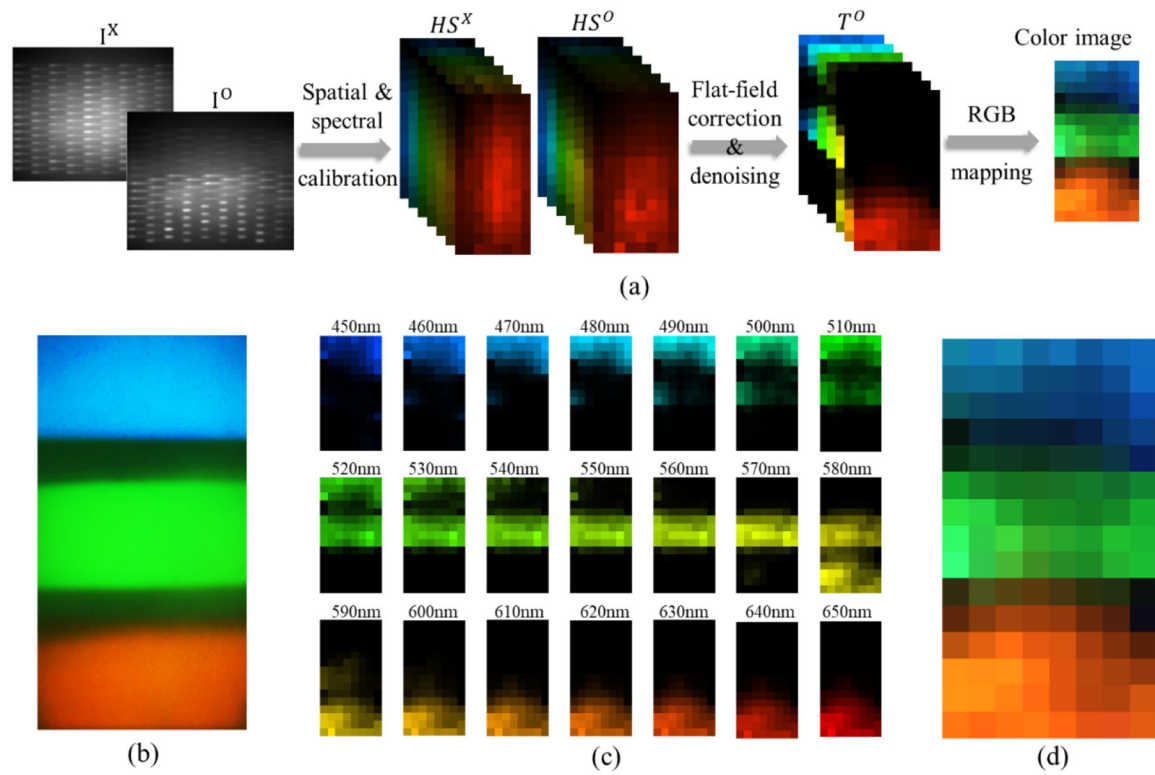 I^X
I^O
Spatial &
spectral
calibration
HS^X
HS^O
Flat-field
correction
&
denoising
T^O
RGB
mapping
Color image
(a)
450nm 460nm 470nm 480nm 490nm 500nm 510nm
520nm 530nm 540nm 550nm 560nm 570nm 580nm
590nm 600nm 610nm 620nm 630nm 640nm 650nm
(b)
(c)
(d)